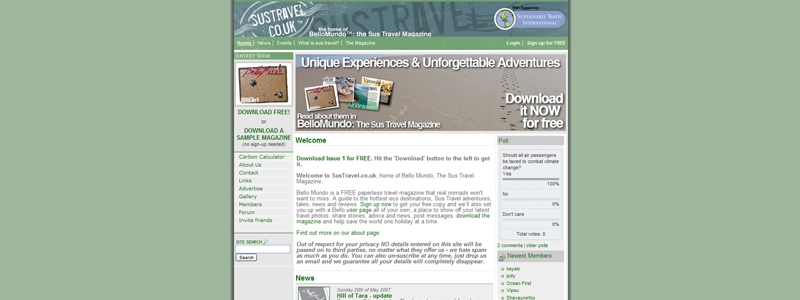 SUSTRAVEL
.CO.UK
the home of
BelloMundo™: the Sus Travel Magazine
SUSTAINABLE TRAVEL
INTERNATIONAL
Home | News | Events | What is sus travel? | The Magazine
Login | Sign up for FREE
LATEST ISSUE
DOWNLOAD FREE!
or
DOWNLOAD A
SAMPLE MAGAZINE
(no sign-up needed)
Carbon Calculator
About Us
Contact
Links
Advertise
Gallery
Members
Forum
Invite friends
SITE SEARCH
Search
Unique Experiences & Unforgettable Adventures
Read about them in
BelloMundo: The Sus Travel Magazine
Download
it NOW
for free
Welcome
Download Issue 1 for FREE. Hit the 'Download' button to the left to get
it.
Welcome to SusTravel.co.uk, home of Bello Mundo, The Sus Travel
Magazine.
Bello Mundo is a FREE paperless travel magazine that real nomads won't
want to miss. A guide to the hottest eco destinations, Sus Travel adventures,
tales, news and reviews. Sign up now to get your free copy and we'll also set
you up with a Bello user page all of your own; a place to show off your latest
travel photos, share stories, advice and news, post messages, download the
magazine and help save the world one holiday at a time.
Find out more on our about page
Out of respect for your privacy NO details entered on this site will be
passed on to third parties, no matter what they offer us - we hate spam
as much as you do. You can also un-suscribe at any time, just drop us
an email and we guarantee all your details will completely disappear.
News
Sunday 20th of May 2007
Hill of Tara - update
Poll
Should all air passengers
be taxed to combat climate
change?
Yes
100%
No
0%
Don't care
0%
Total votes: 8
2 comments | older polls
Newest Members
kayaki
jody
Ocean First
Vipsu
Shevaunefox